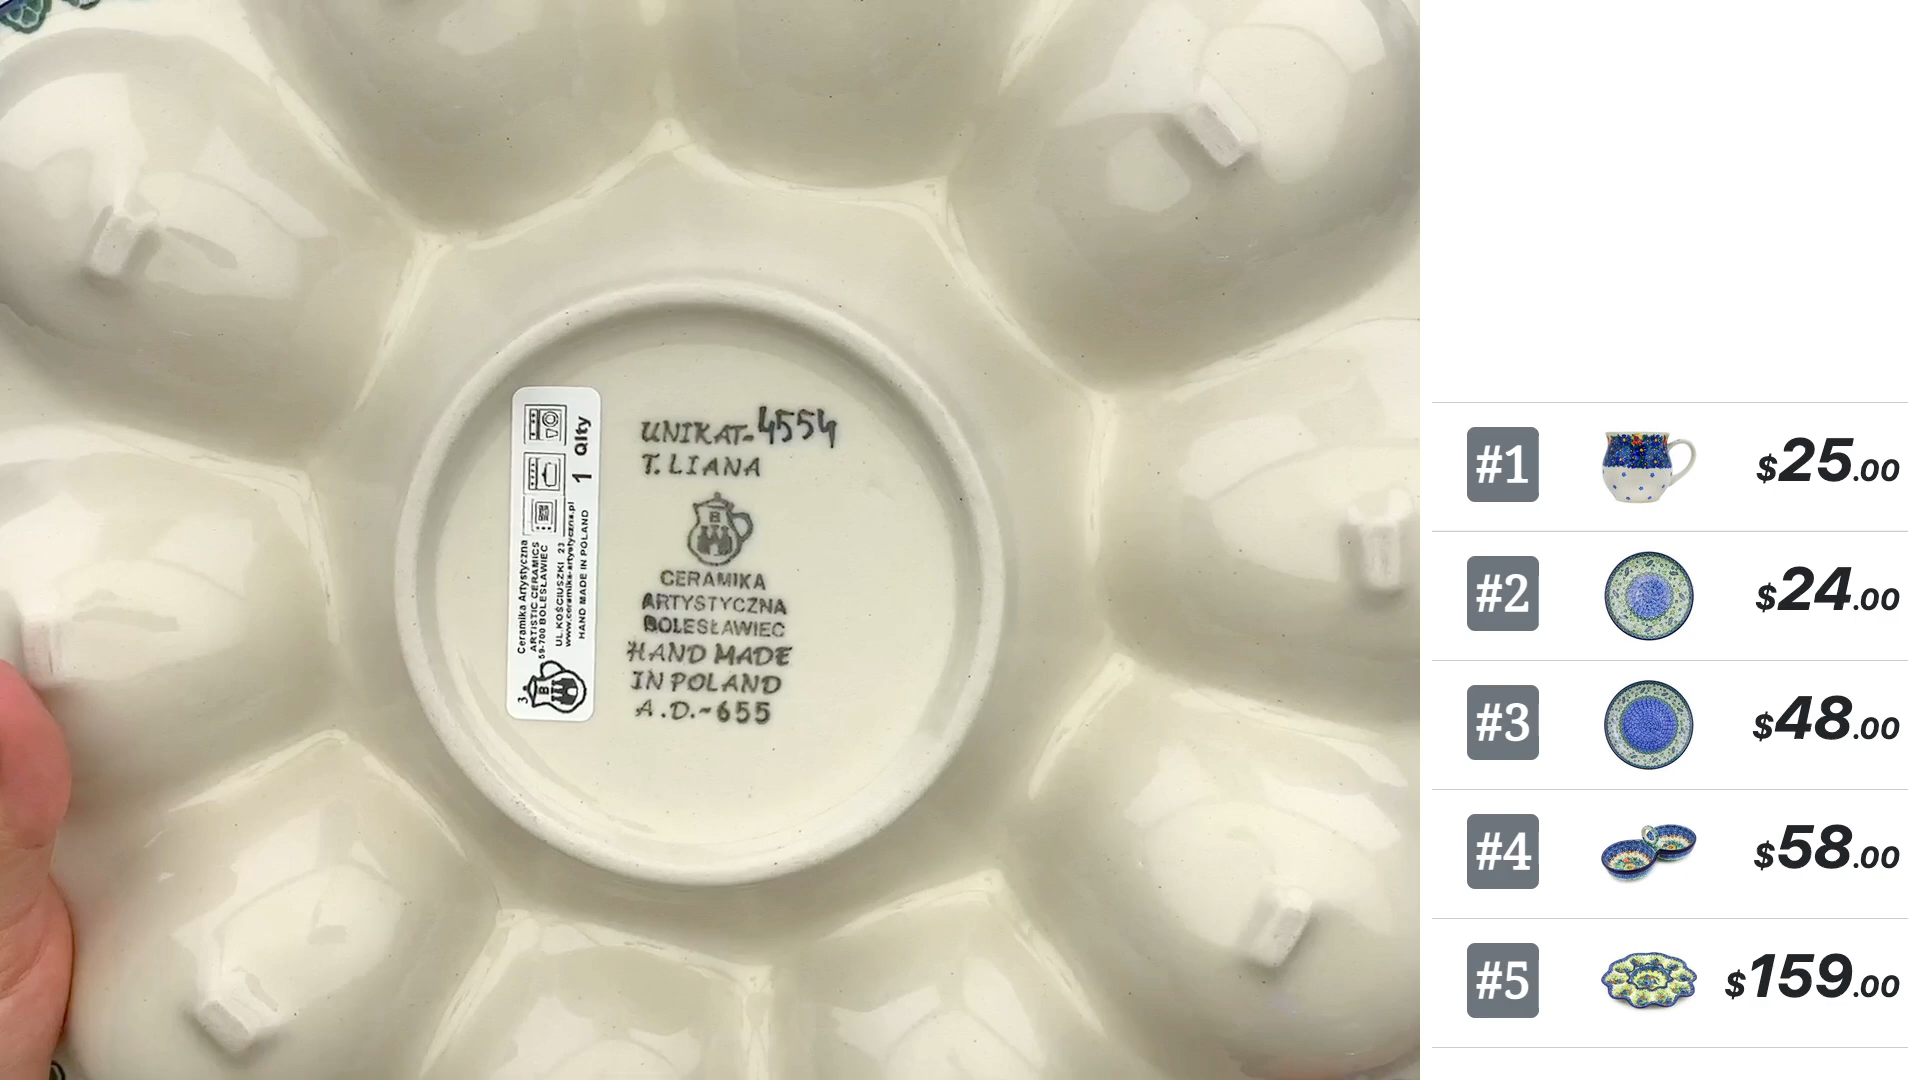 UNIKAT-4554
T. LIANA
B
CERAMIKA
ARTYSTYCZNA
BOLESŁAWIEC
HAND MADE
IN POLAND
A.D.-655
1 Qlty
Ceramika Artystyczna
ARTISTIC CERAMICS
59-700 BOLESŁAWIEC
UL.KOŚCIUSZKI 23
www.ceramika-artystyczna.pl
HAND MADE IN POLAND
3
B
#1 $25.00
#2 $24.00
#3 $48.00
#4 $58.00
#5 $159.00